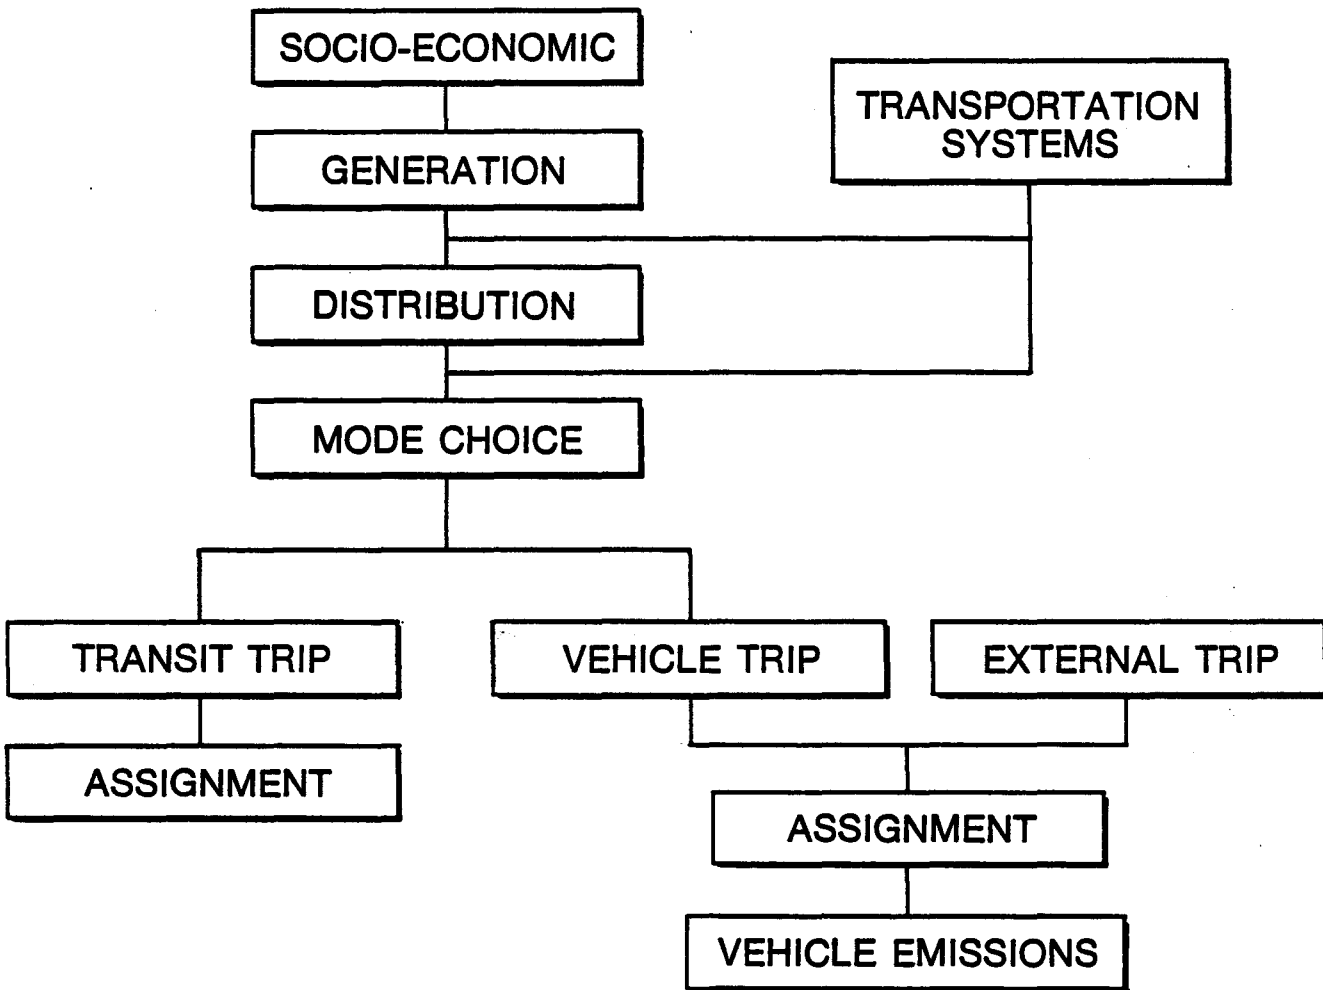 SOCIO-ECONOMIC
TRANSPORTATION
SYSTEMS
GENERATION
DISTRIBUTION
MODE CHOICE
TRANSIT TRIP
VEHICLE TRIP
EXTERNAL TRIP
ASSIGNMENT
ASSIGNMENT
VEHICLE EMISSIONS